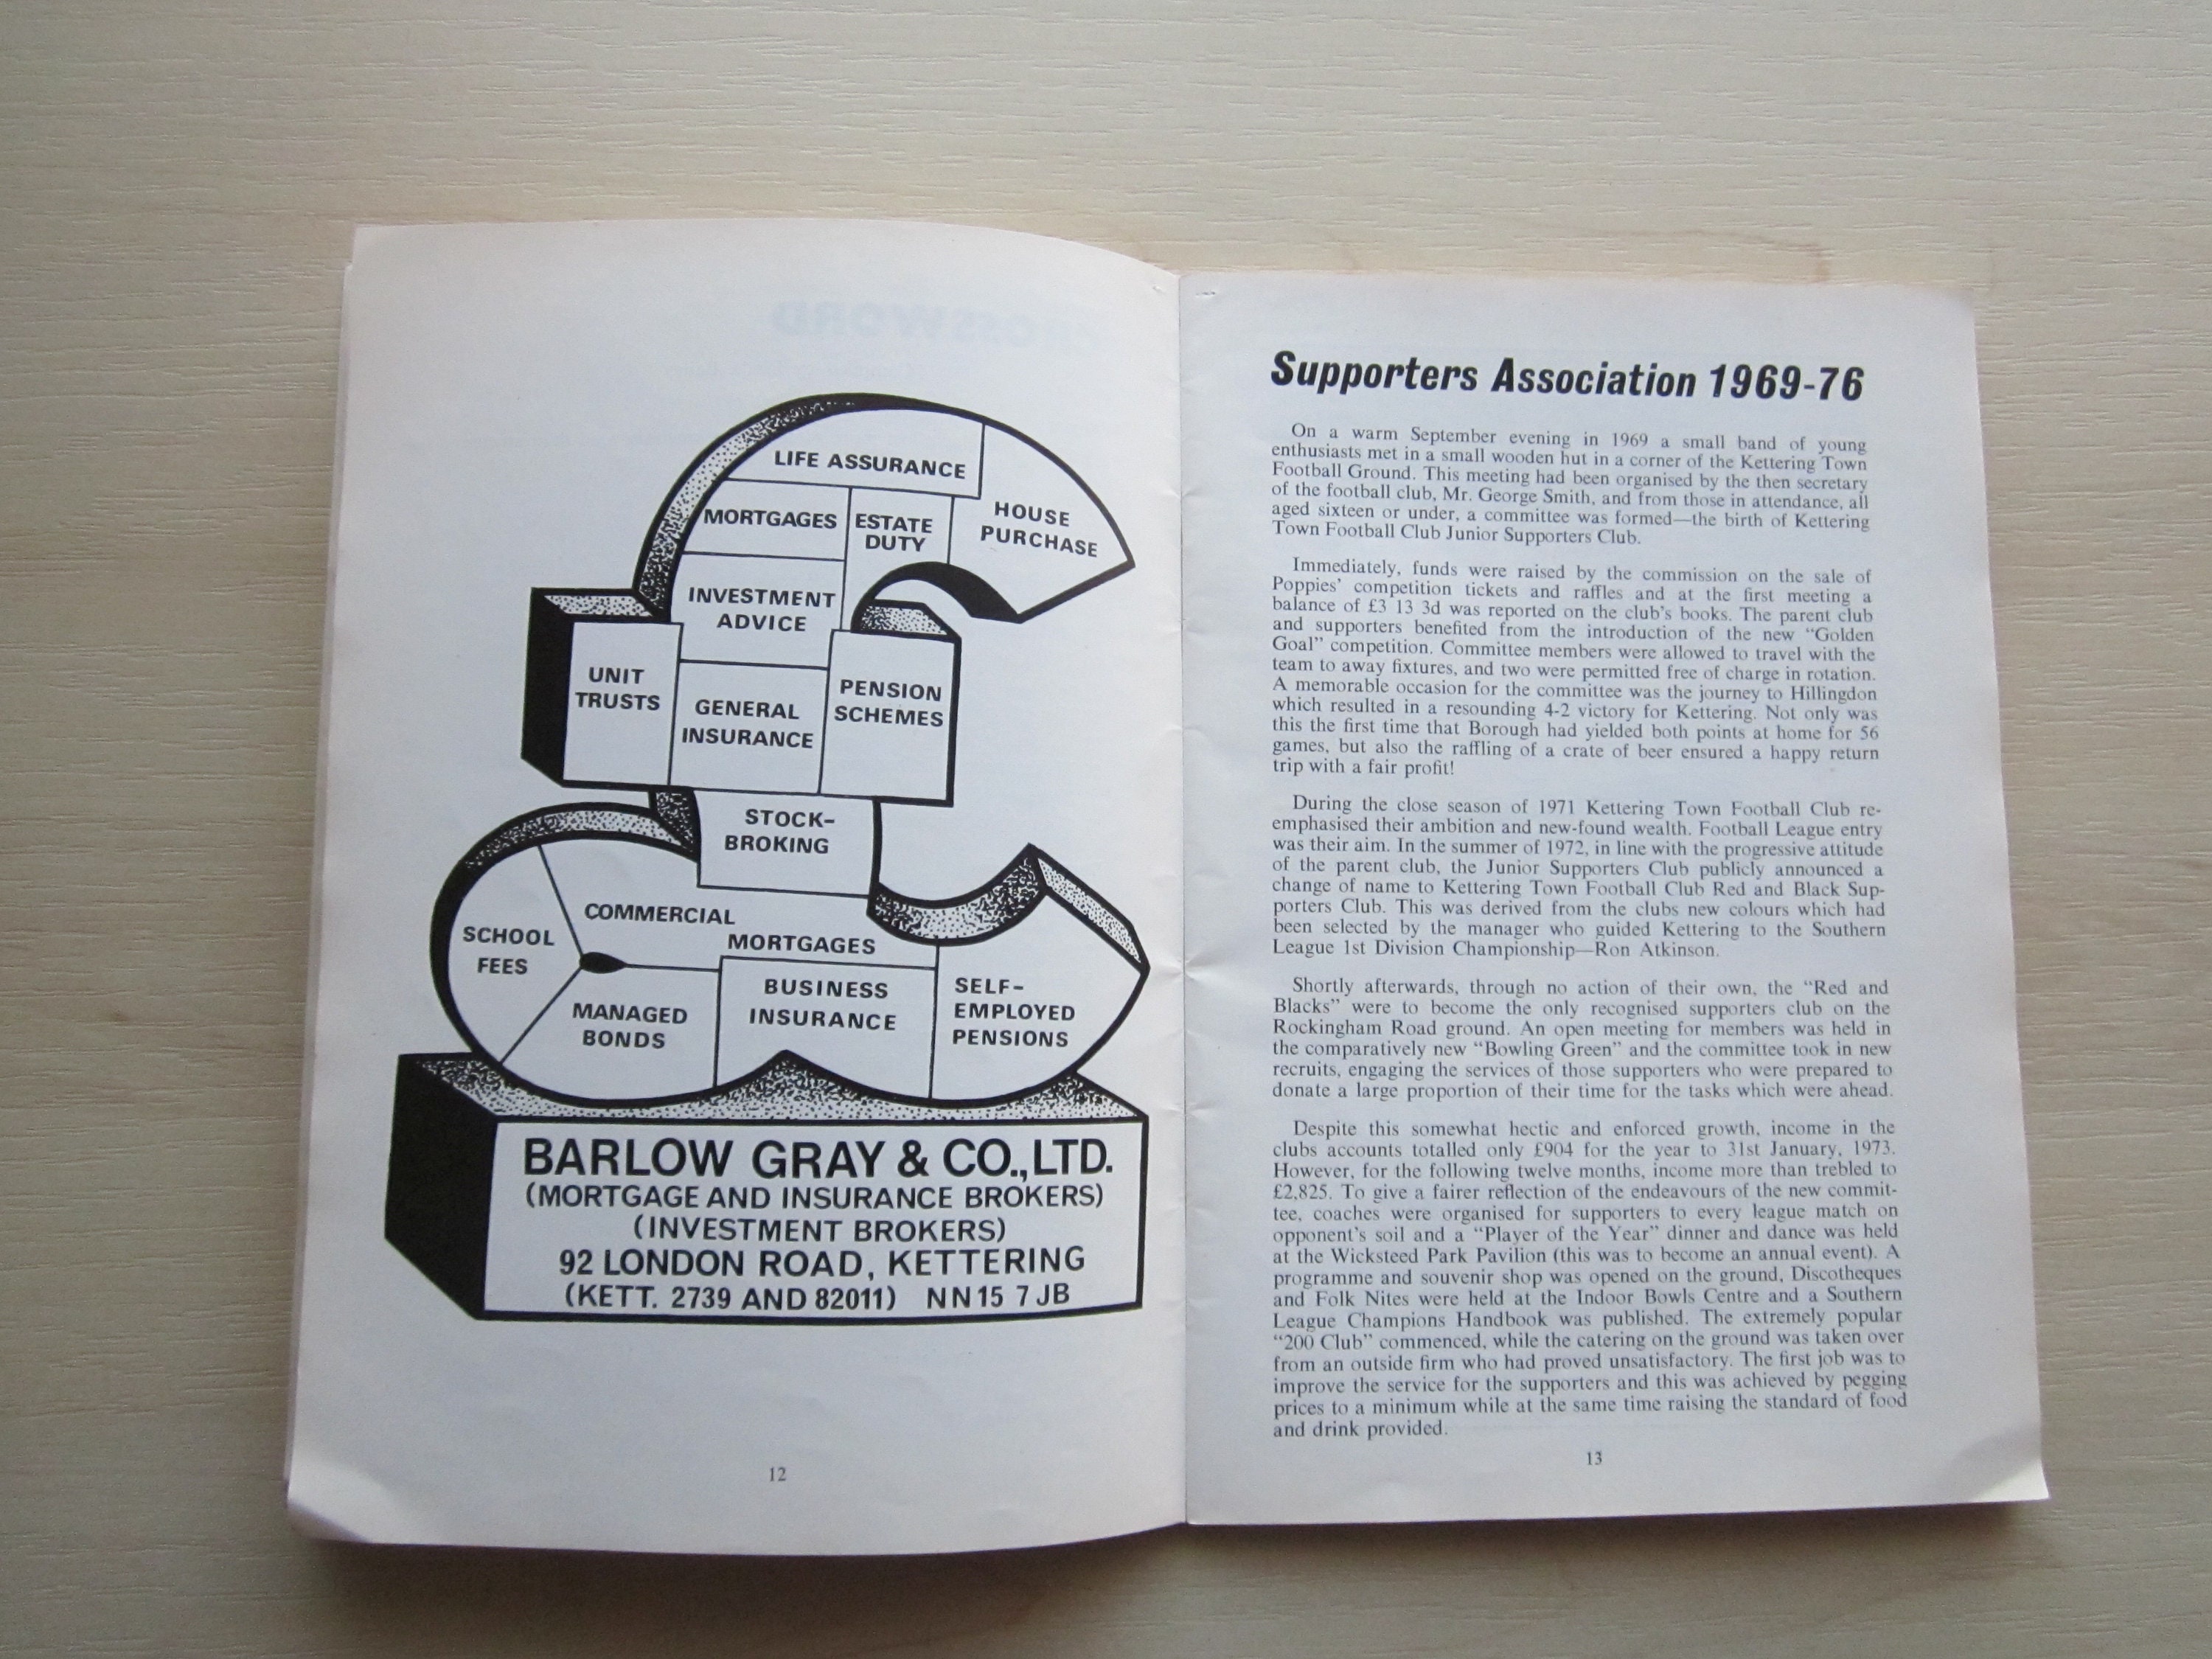 LIFE ASSURANCE
HOUSE
PURCHASE
MORTGAGES
ESTATE
DUTY
INVESTMENT
ADVICE
UNIT
TRUSTS
GENERAL
INSURANCE
PENSION
SCHEMES
STOCK-
BROKING
COMMERCIAL
MORTGAGES
SCHOOL
FEES
MANAGED
BONDS
BUSINESS
INSURANCE
SELF-
EMPLOYED
PENSIONS
BARLOW GRAY & CO., LTD.
(MORTGAGE AND INSURANCE BROKERS)
(INVESTMENT BROKERS)
92 LONDON ROAD, KETTERING
(KETT. 2739 AND 82011) NN15 7JB
12
Supporters Association 1969-76
On a warm September evening in 1969 a small band of young
enthusiasts met in a small wooden hut in a corner of the Kettering Town
Football Ground. This meeting had been organised by the then secretary
of the football club, Mr. George Smith, and from those in attendance, all
aged sixteen or under, a committee was formed—the birth of Kettering
Town Football Club Junior Supporters Club.
Immediately, funds were raised by the commission on the sale of
Poppies' competition tickets and raffles and at the first meeting a
balance of £3 13 3d was reported on the club's books. The parent club
and supporters benefited from the introduction of the new "Golden
Goal" competition. Committee members were allowed to travel with the
team to away fixtures, and two were permitted free of charge in rotation.
A memorable occasion for the committee was the journey to Hillingdon
which resulted in a resounding 4-2 victory for Kettering. Not only was
this the first time that Borough had yielded both points at home for 56
games, but also the raffling of a crate of beer ensured a happy return
trip with a fair profit!
During the close season of 1971 Kettering Town Football Club re-
emphasised their ambition and new-found wealth. Football League entry
was their aim. In the summer of 1972, in line with the progressive attitude
of the parent club, the Junior Supporters Club publicly announced a
change of name to Kettering Town Football Club Red and Black Sup-
porters Club. This was derived from the clubs new colours which had
been selected by the manager who guided Kettering to the Southern
League 1st Division Championship—Ron Atkinson.
Shortly afterwards, through no action of their own, the "Red and
Blacks" were to become the only recognised supporters club on the
Rockingham Road ground. An open meeting for members was held in
the comparatively new "Bowling Green" and the committee took in new
recruits, engaging the services of those supporters who were prepared to
donate a large proportion of their time for the tasks which were ahead.
Despite this somewhat hectic and enforced growth, income in the
clubs accounts totalled only £904 for the year to 31st January, 1973.
However, for the following twelve months, income more than trebled to
£2,825. To give a fairer reflection of the endeavours of the new commit-
tee, coaches were organised for supporters to every league match on
opponent's soil and a "Player of the Year" dinner and dance was held
at the Wicksteed Park Pavilion (this was to become an annual event). A
programme and souvenir shop was opened on the ground, Discotheques
and Folk Nites were held at the Indoor Bowls Centre and a Southern
League Champions Handbook was published. The extremely popular
"200 Club" commenced, while the catering on the ground was taken over
from an outside firm who had proved unsatisfactory. The first job was to
improve the service for the supporters and this was achieved by pegging
prices to a minimum while at the same time raising the standard of food
and drink provided.
13